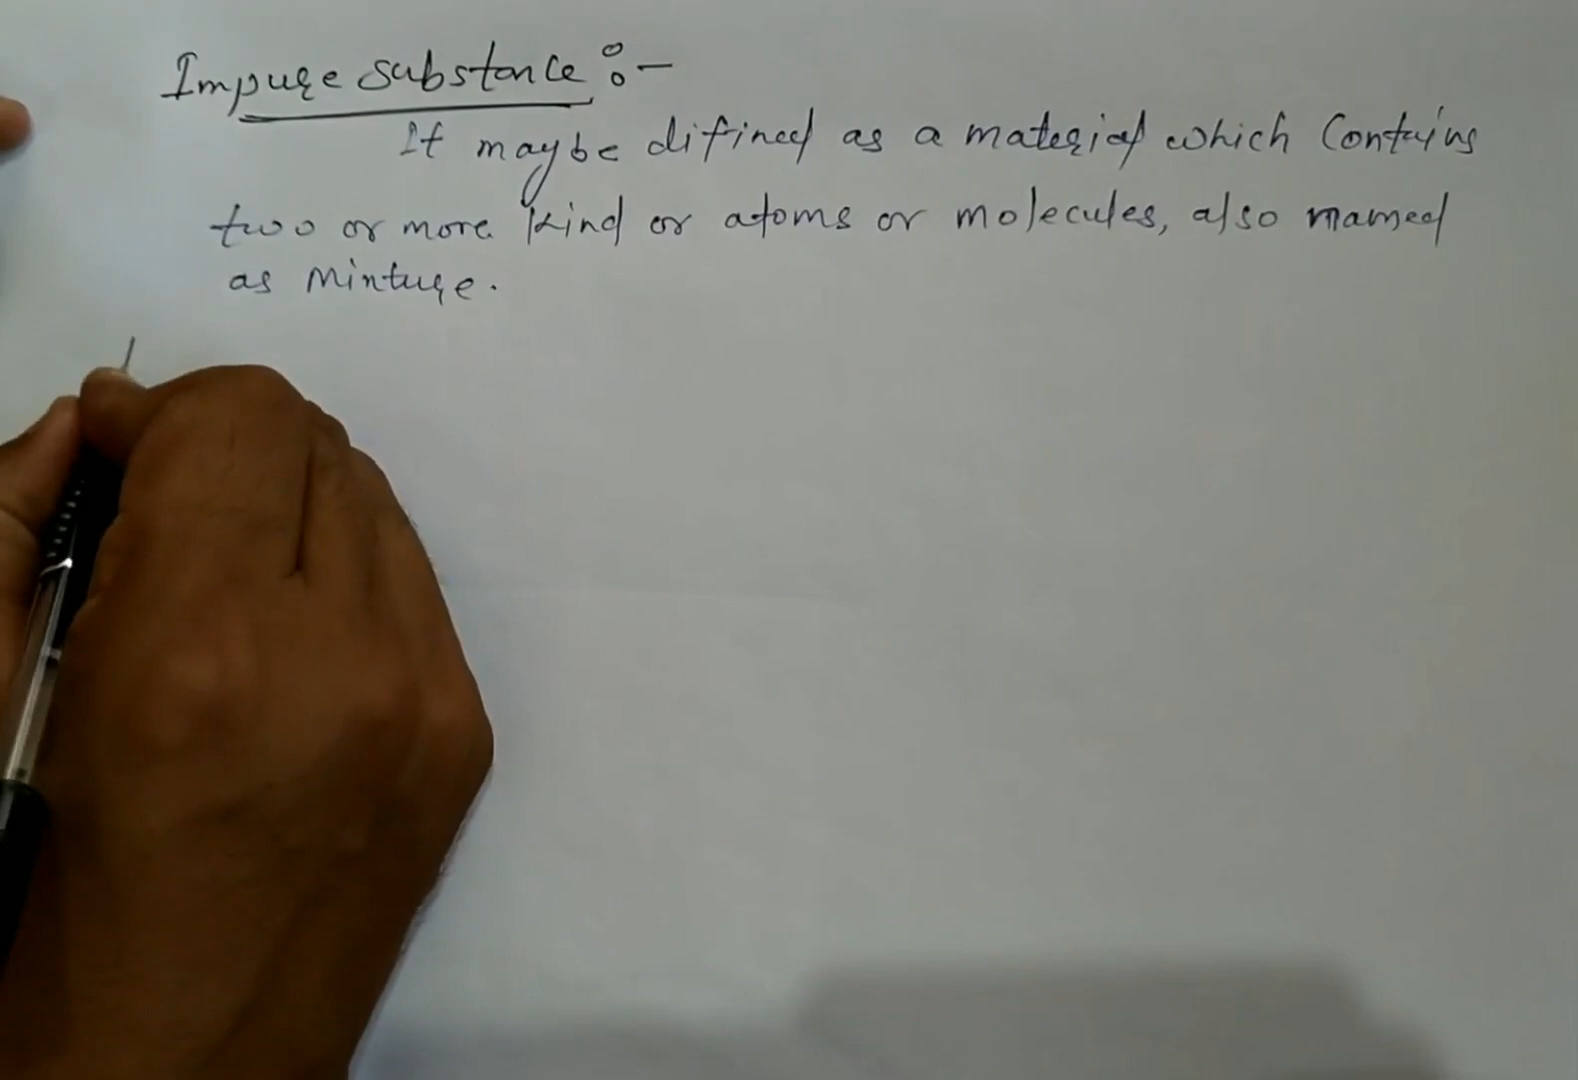 Impure substance :-
It maybe difined as a material which Contains
two or more kind or atoms or molecules, also named
as Mixture.